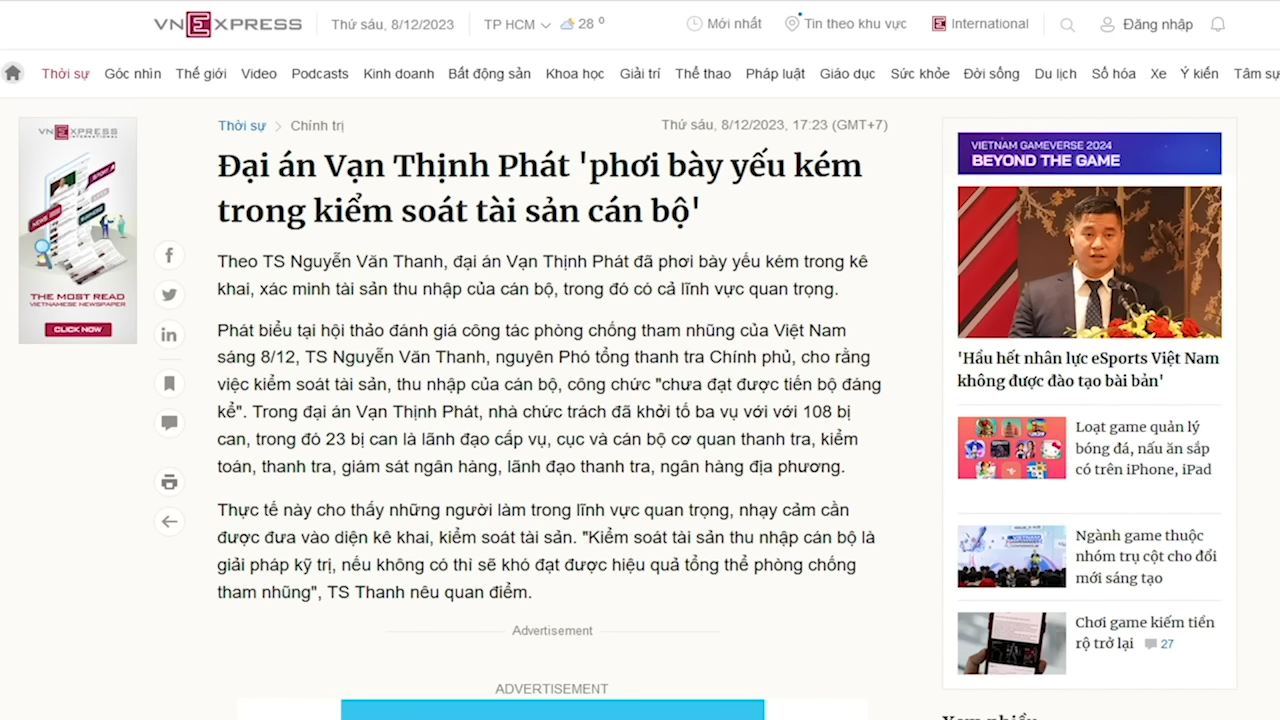 VNEXPRESS
Thứ sáu, 8/12/2023
TP HCM
28 º
Mới nhất
Tin theo khu vực
International
Đăng nhập
Thời sự Góc nhìn Thế giới Video Podcasts Kinh doanh Bất động sản Khoa học Giải trí Thể thao Pháp luật Giáo dục Sức khỏe Đời sống Du lịch Số hóa Xe Ý kiến Tâm sự
VNEXPRESS
INTERNATIONAL
THE MOST READ
VIETNAMESE NEWSPAPER
CLICK NOW
Thời sự > Chính trị
Thứ sáu, 8/12/2023, 17:23 (GMT+7)
Đại án Vạn Thịnh Phát 'phơi bày yếu kém
trong kiểm soát tài sản cán bộ'
Theo TS Nguyễn Văn Thanh, đại án Vạn Thịnh Phát đã phơi bày yếu kém trong kê
khai, xác minh tài sản thu nhập của cán bộ, trong đó có cả lĩnh vực quan trọng.
Phát biểu tại hội thảo đánh giá công tác phòng chống tham nhũng của Việt Nam
sáng 8/12, TS Nguyễn Văn Thanh, nguyên Phó tổng thanh tra Chính phủ, cho rằng
việc kiểm soát tài sản, thu nhập của cán bộ, công chức "chưa đạt được tiến bộ đáng
kể". Trong đại án Vạn Thịnh Phát, nhà chức trách đã khởi tố ba vụ với với 108 bị
can, trong đó 23 bị can là lãnh đạo cấp vụ, cục và cán bộ cơ quan thanh tra, kiểm
toán, thanh tra, giám sát ngân hàng, lãnh đạo thanh tra, ngân hàng địa phương.
Thực tế này cho thấy những người làm trong lĩnh vực quan trọng, nhạy cảm cần
được đưa vào diện kê khai, kiểm soát tài sản. "Kiểm soát tài sản thu nhập cán bộ là
giải pháp kỹ trị, nếu không có thì sẽ khó đạt được hiệu quả tổng thể phòng chống
tham nhũng", TS Thanh nêu quan điểm.
Advertisement
ADVERTISEMENT
VIETNAM GAMEVERSE 2024
BEYOND THE GAME
'Hầu hết nhân lực eSports Việt Nam
không được đào tạo bài bản'
Loạt game quản lý
bóng đá, nấu ăn sắp
có trên iPhone, iPad
Ngành game thuộc
nhóm trụ cột cho đổi
mới sáng tạo
Chơi game kiếm tiền
rộ trở lại 27
Xem nhiều